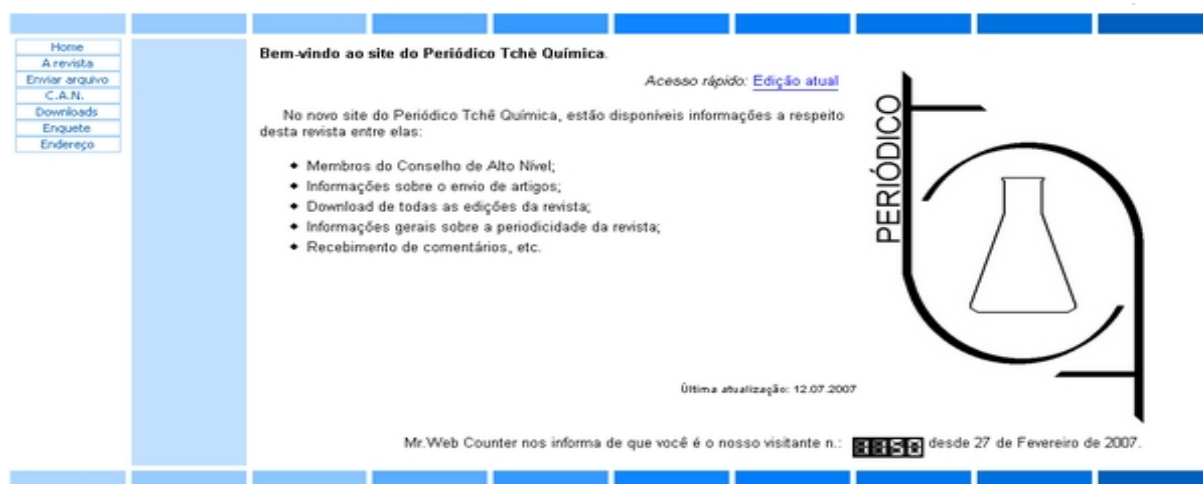 Home
A revista
Enviar arquivo
C.A.N.
Downloads
Enquete
Endereço
Bem-vindo ao site do Periódico Tchê Química.
Acesso rápido: Edição atual
No novo site do Periódico Tchê Química, estão disponíveis informações a respeito
desta revista entre elas:
Membros do Conselho de Alto Nível;
Informações sobre o envio de artigos;
Download de todas as edições da revista;
Informações gerais sobre a periodicidade da revista;
Recebimento de comentários, etc.
PERIÓDICO
Última atualização: 12.07.2007
Mr.Web Counter nos informa de que você é o nosso visitante n.: desde 27 de Fevereiro de 2007.